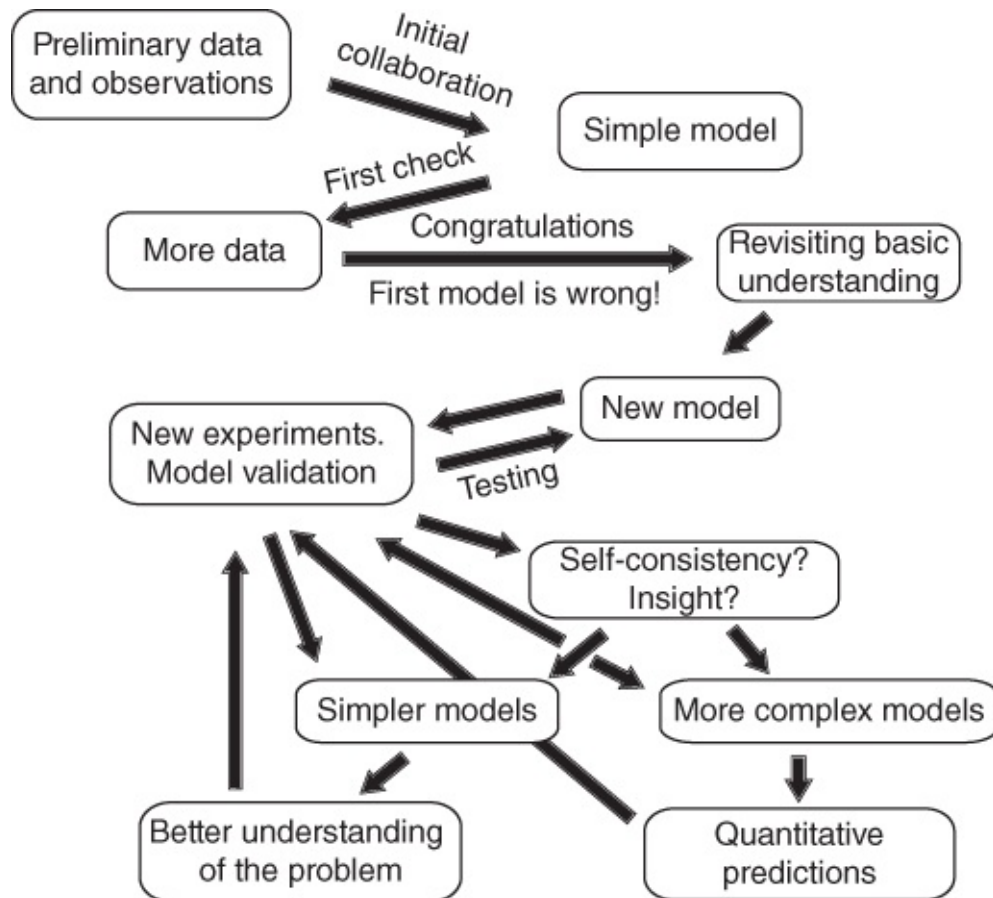 Preliminary data
and observations
Initial
collaboration
Simple model
First check
More data
Congratulations
First model is wrong!
Revisiting basic
understanding
New model
New experiments.
Model validation
Testing
Self-consistency?
Insight?
Simpler models
More complex models
Better understanding
of the problem
Quantitative
predictions